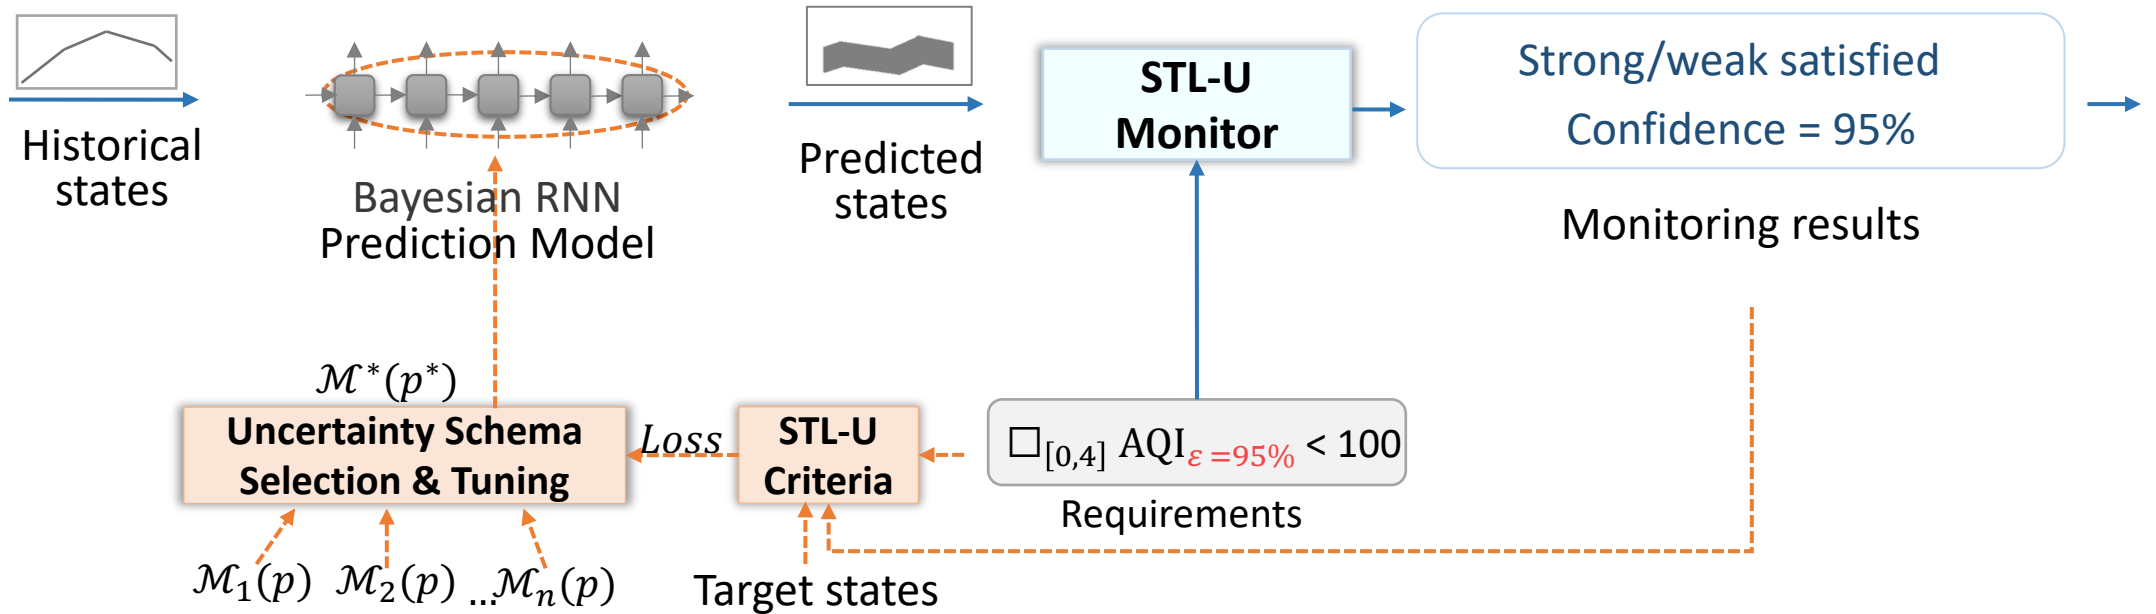 Historical
states
Bayesian RNN
Prediction Model
Predicted
states
STL-U
Monitor
Strong/weak satisfied
Confidence = 95%
Monitoring results
ℳ*(p*)
Uncertainty Schema
Selection & Tuning
Loss
STL-U
Criteria
□[0,4] AQIε=95% < 100
Requirements
ℳ1(p) ℳ2(p) ...ℳn(p)
Target states